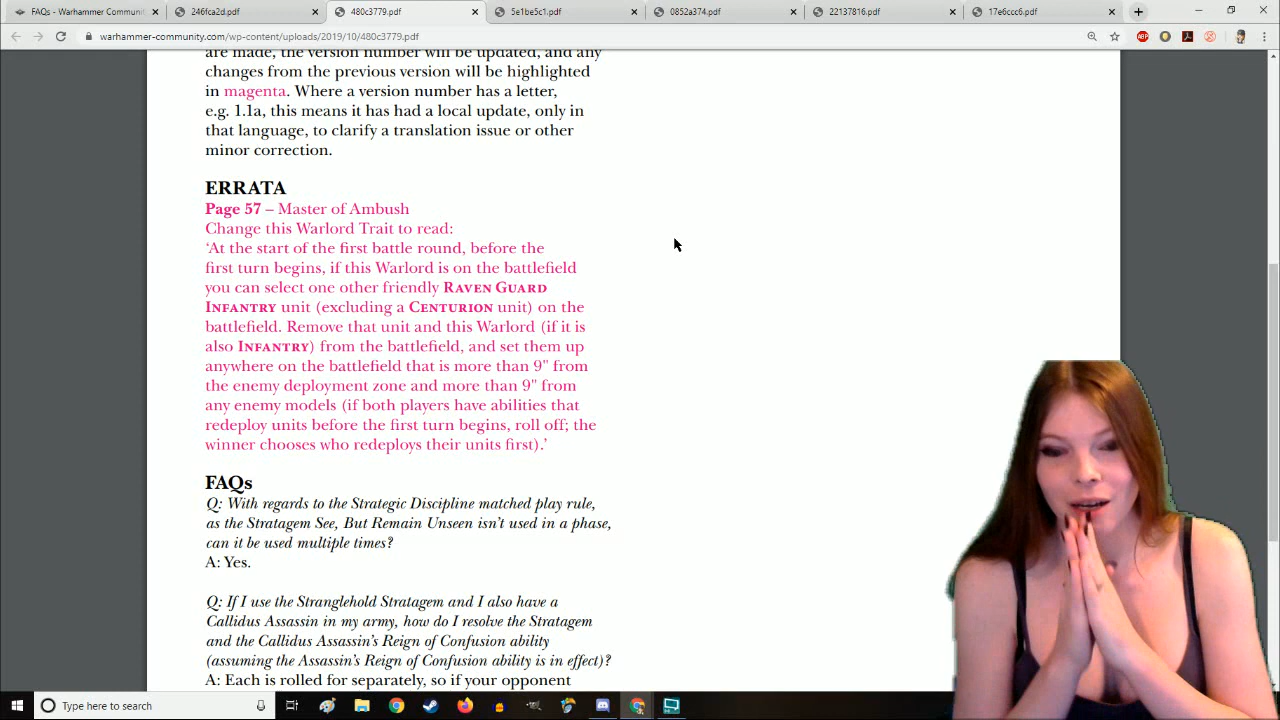 FAQs - Warhammer Communi
246fca2d.pdf
480c3779.pdf
5e1be5c1.pdf
0852a374.pdf
22137816.pdf
17e6ccc6.pdf
warhammer-community.com/wp-content/uploads/2019/10/480c3779.pdf
ABP
are made, the version number will be updated, and any
changes from the previous version will be highlighted
in magenta. Where a version number has a letter,
e.g. 1.1a, this means it has had a local update, only in
that language, to clarify a translation issue or other
minor correction.
ERRATA
Page 57 – Master of Ambush
Change this Warlord Trait to read:
‘At the start of the first battle round, before the
first turn begins, if this Warlord is on the battlefield
you can select one other friendly RAVEN GUARD
INFANTRY unit (excluding a CENTURION unit) on the
battlefield. Remove that unit and this Warlord (if it is
also INFANTRY) from the battlefield, and set them up
anywhere on the battlefield that is more than 9" from
the enemy deployment zone and more than 9" from
any enemy models (if both players have abilities that
redeploy units before the first turn begins, roll off; the
winner chooses who redeploys their units first).’
FAQs
Q: With regards to the Strategic Discipline matched play rule,
as the Stratagem See, But Remain Unseen isn’t used in a phase,
can it be used multiple times?
A: Yes.
Q: If I use the Stranglehold Stratagem and I also have a
Callidus Assassin in my army, how do I resolve the Stratagem
and the Callidus Assassin’s Reign of Confusion ability
(assuming the Assassin’s Reign of Confusion ability is in effect)?
A: Each is rolled for separately, so if your opponent
Type here to search